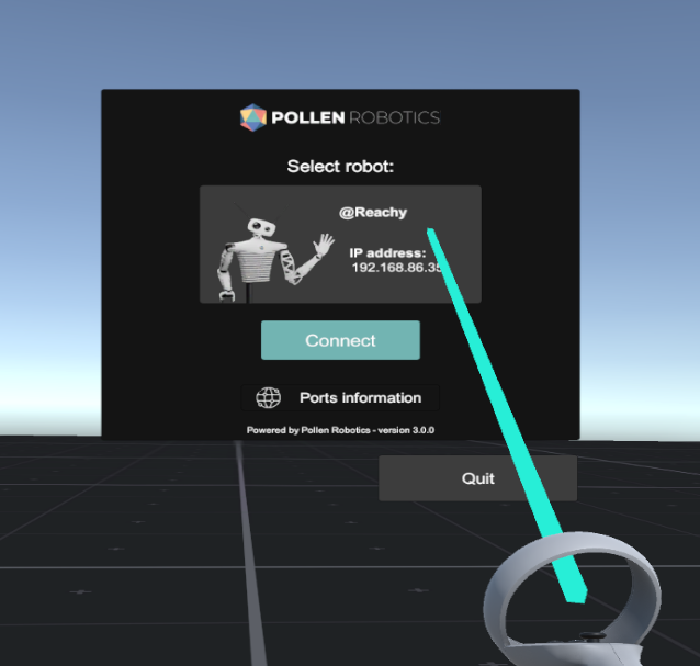 POLLEN ROBOTICS
Select robot:
@Reachy
IP address:
192.168.86.35
Connect
Ports information
Powered by Pollen Robotics - version 3.0.0
Quit